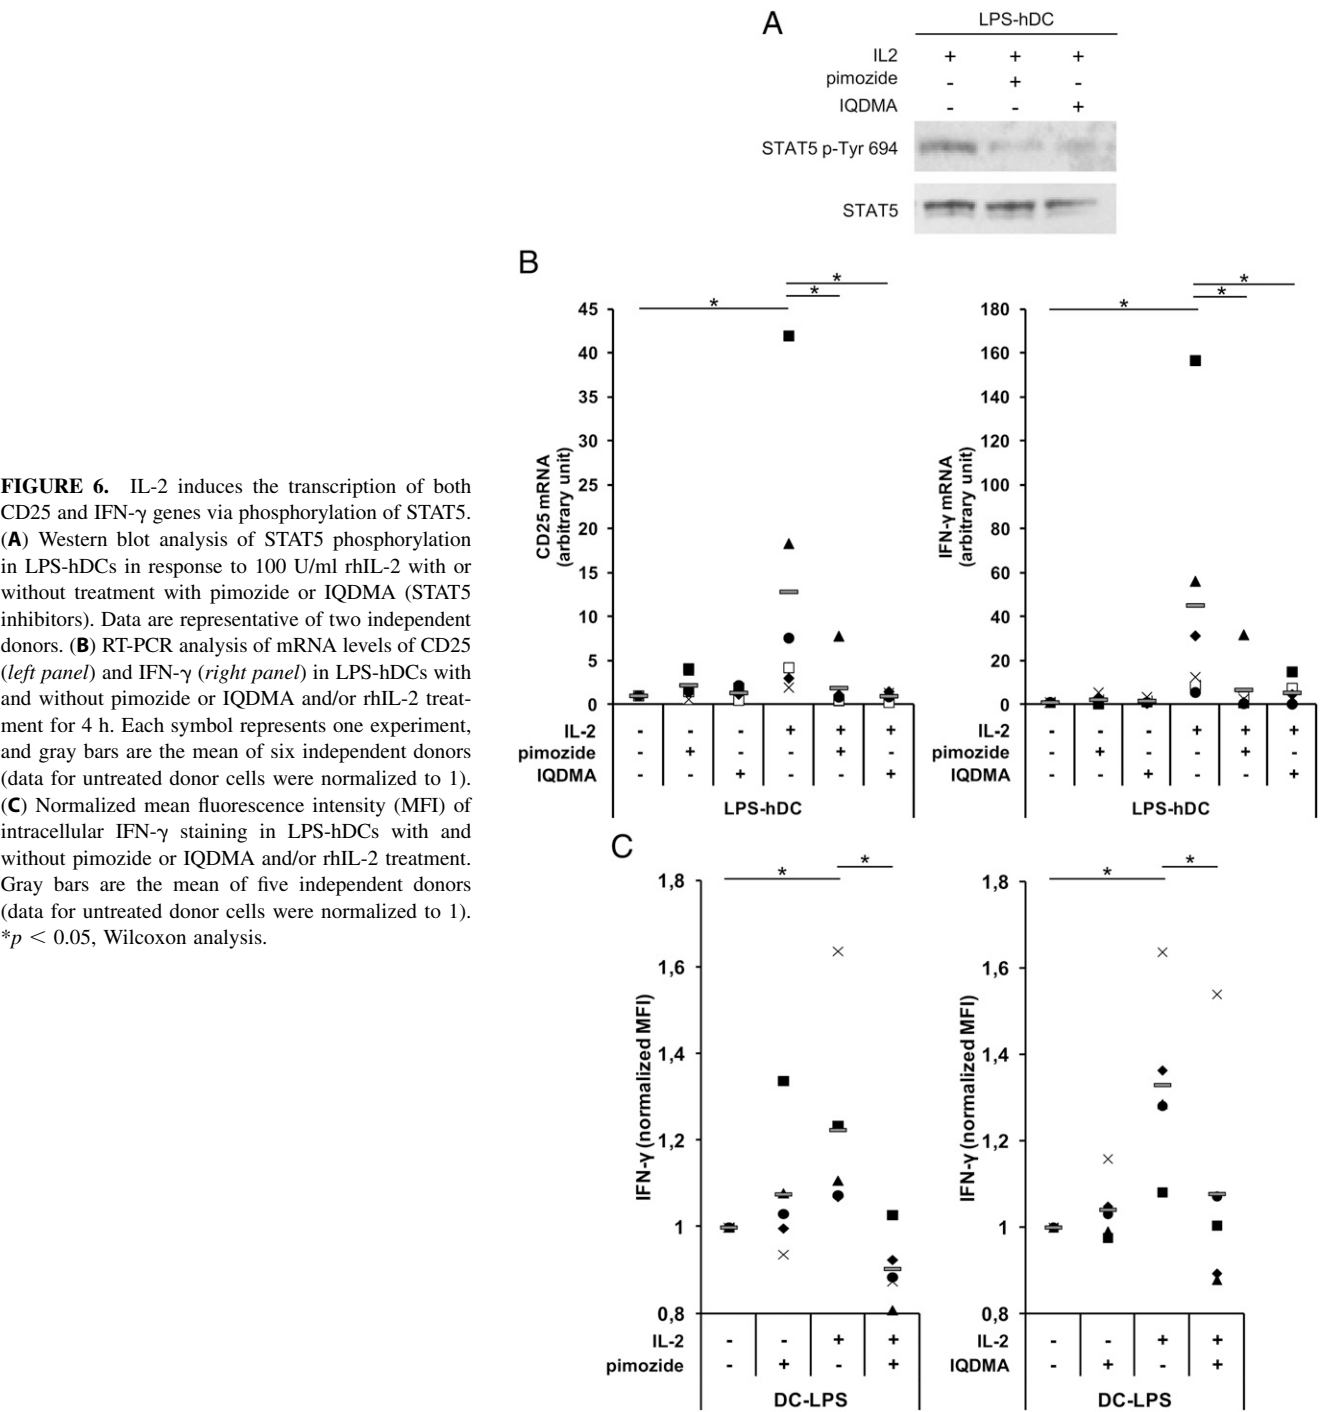 A
LPS-hDC
IL2 + + +
pimozide - + -
IQDMA - - +
STAT5 p-Tyr 694
STAT5
B
* * *
45
40
35
30
25
20
15
10
5
0
CD25 mRNA
(arbitrary unit)
IL-2 - - - + + +
pimozide - + - - + -
IQDMA - - + - - +
LPS-hDC
* * *
180
160
140
120
100
80
60
40
20
0
IFN-γ mRNA
(arbitrary unit)
IL-2 - - - + + +
pimozide - + - - + -
IQDMA - - + - - +
LPS-hDC
FIGURE 6. IL-2 induces the transcription of both
CD25 and IFN-γ genes via phosphorylation of STAT5.
(A) Western blot analysis of STAT5 phosphorylation
in LPS-hDCs in response to 100 U/ml rhIL-2 with or
without treatment with pimozide or IQDMA (STAT5
inhibitors). Data are representative of two independent
donors. (B) RT-PCR analysis of mRNA levels of CD25
(left panel) and IFN-γ (right panel) in LPS-hDCs with
and without pimozide or IQDMA and/or rhIL-2 treat-
ment for 4 h. Each symbol represents one experiment,
and gray bars are the mean of six independent donors
(data for untreated donor cells were normalized to 1).
(C) Normalized mean fluorescence intensity (MFI) of
intracellular IFN-γ staining in LPS-hDCs with and
without pimozide or IQDMA and/or rhIL-2 treatment.
Gray bars are the mean of five independent donors
(data for untreated donor cells were normalized to 1).
*p < 0.05, Wilcoxon analysis.
C
* *
1,8
1,6
1,4
1,2
1
0,8
IFN-γ (normalized MFI)
IL-2 - - + +
pimozide - + - +
DC-LPS
* *
1,8
1,6
1,4
1,2
1
0,8
IFN-γ (normalized MFI)
IL-2 - - + +
IQDMA - + - +
DC-LPS